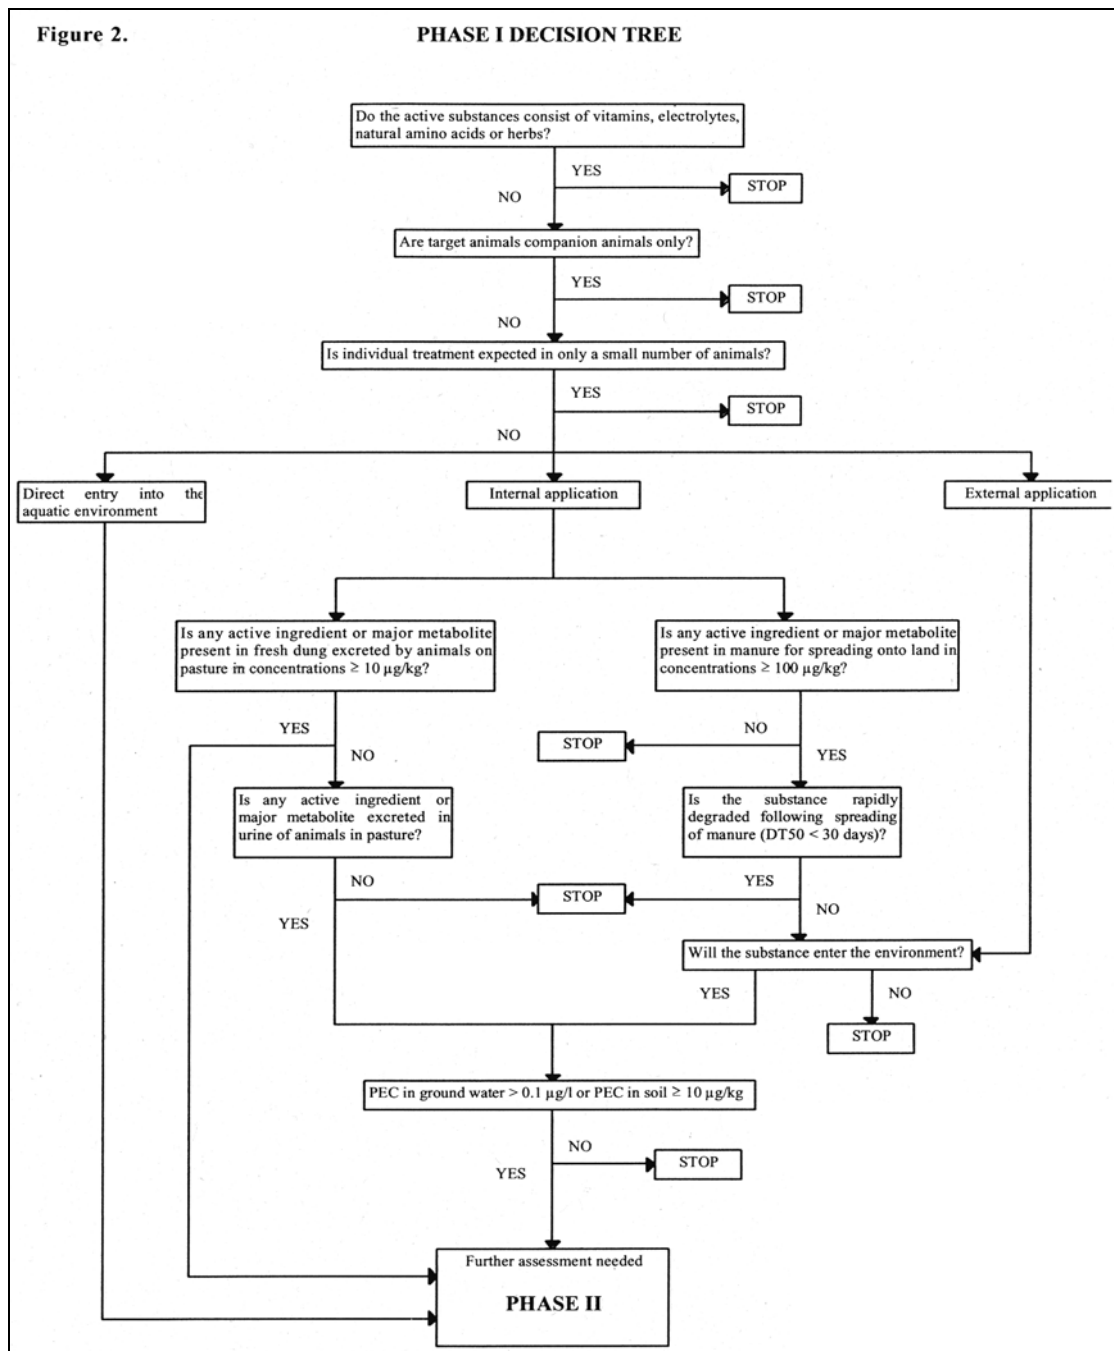 Figure 2.
PHASE I DECISION TREE
Do the active substances consist of vitamins, electrolytes,
natural amino acids or herbs?
YES
STOP
NO
Are target animals companion animals only?
YES
STOP
NO
Is individual treatment expected in only a small number of animals?
YES
STOP
NO
Direct entry into the
aquatic environment
Internal application
External application
Is any active ingredient or major metabolite
present in fresh dung excreted by animals on
pasture in concentrations ≥ 10 µg/kg?
Is any active ingredient or major metabolite
present in manure for spreading onto land in
concentrations ≥ 100 µg/kg?
YES
NO
STOP
NO
YES
Is any active ingredient or
major metabolite excreted in
urine of animals in pasture?
Is the substance rapidly
degraded following spreading
of manure (DT50 < 30 days)?
NO
YES
STOP
YES
NO
Will the substance enter the environment?
YES
NO
STOP
PEC in ground water > 0.1 µg/l or PEC in soil ≥ 10 µg/kg
NO
STOP
YES
Further assessment needed
PHASE II